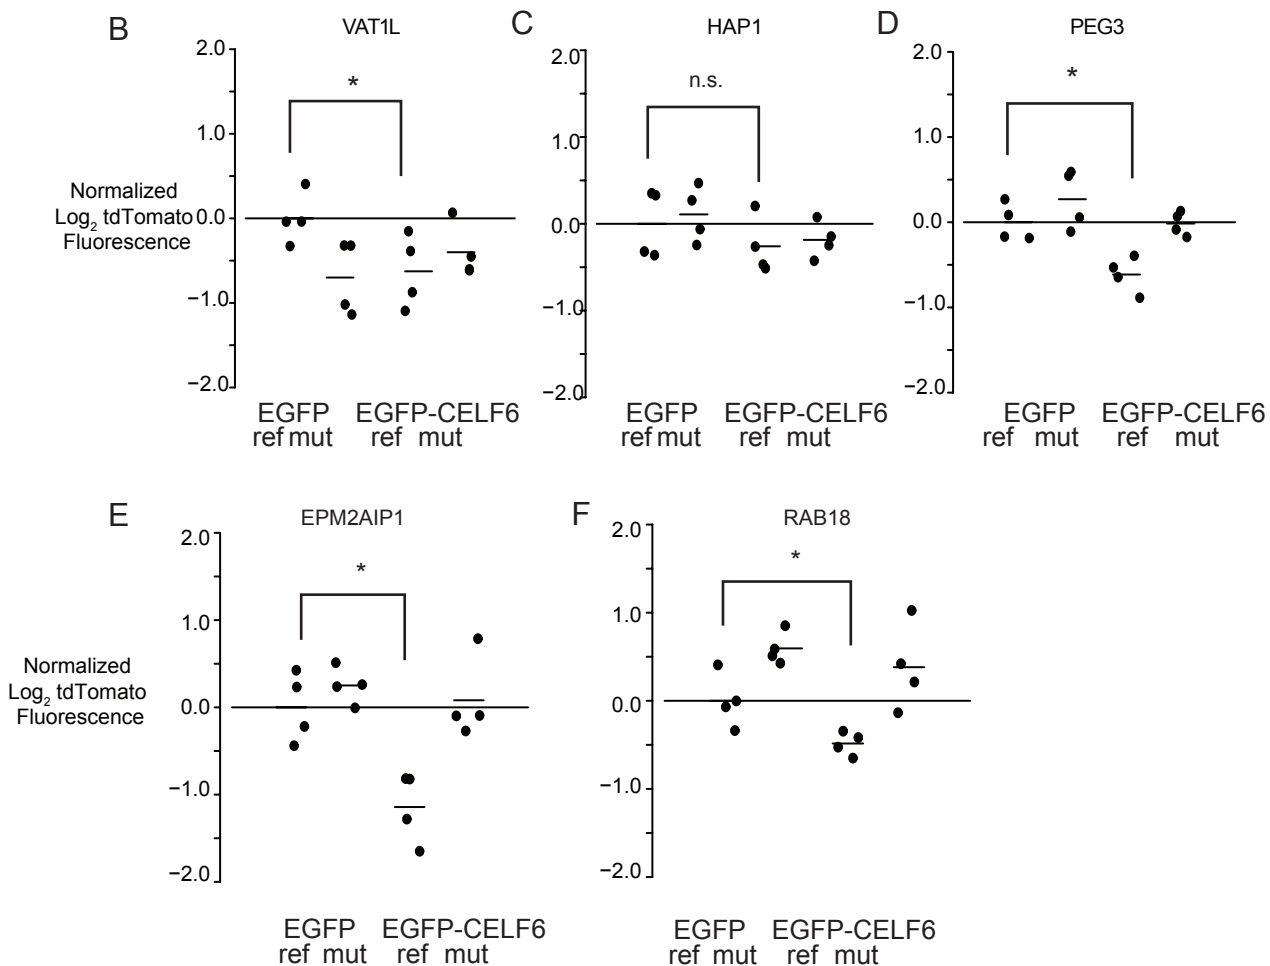 B
VAT1L
2.0
1.0
0.0
−1.0
−2.0
*
Normalized
Log2 tdTomato
Fluorescence
EGFP EGFP-CELF6
ref mut ref mut
C
HAP1
2.0
1.0
0.0
−1.0
−2.0
n.s.
EGFP EGFP-CELF6
ref mut ref mut
D
PEG3
2.0
1.0
0.0
−1.0
−2.0
*
EGFP EGFP-CELF6
ref mut ref mut
E
EPM2AIP1
2.0
1.0
0.0
−1.0
−2.0
*
Normalized
Log2 tdTomato
Fluorescence
EGFP EGFP-CELF6
ref mut ref mut
F
RAB18
2.0
1.0
0.0
−1.0
−2.0
*
EGFP EGFP-CELF6
ref mut ref mut